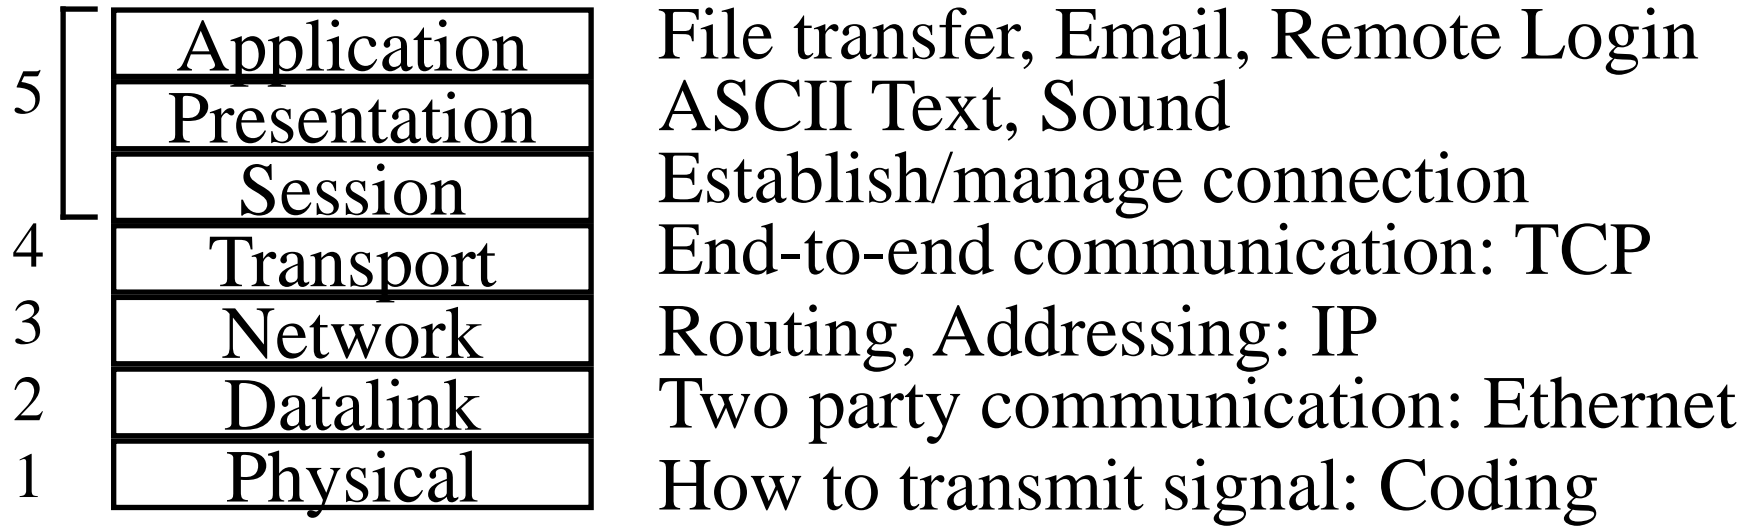 Application File transfer, Email, Remote Login
5
Presentation ASCII Text, Sound
Session Establish/manage connection
4 Transport End-to-end communication: TCP
3 Network Routing, Addressing: IP
2 Datalink Two party communication: Ethernet
1 Physical How to transmit signal: Coding